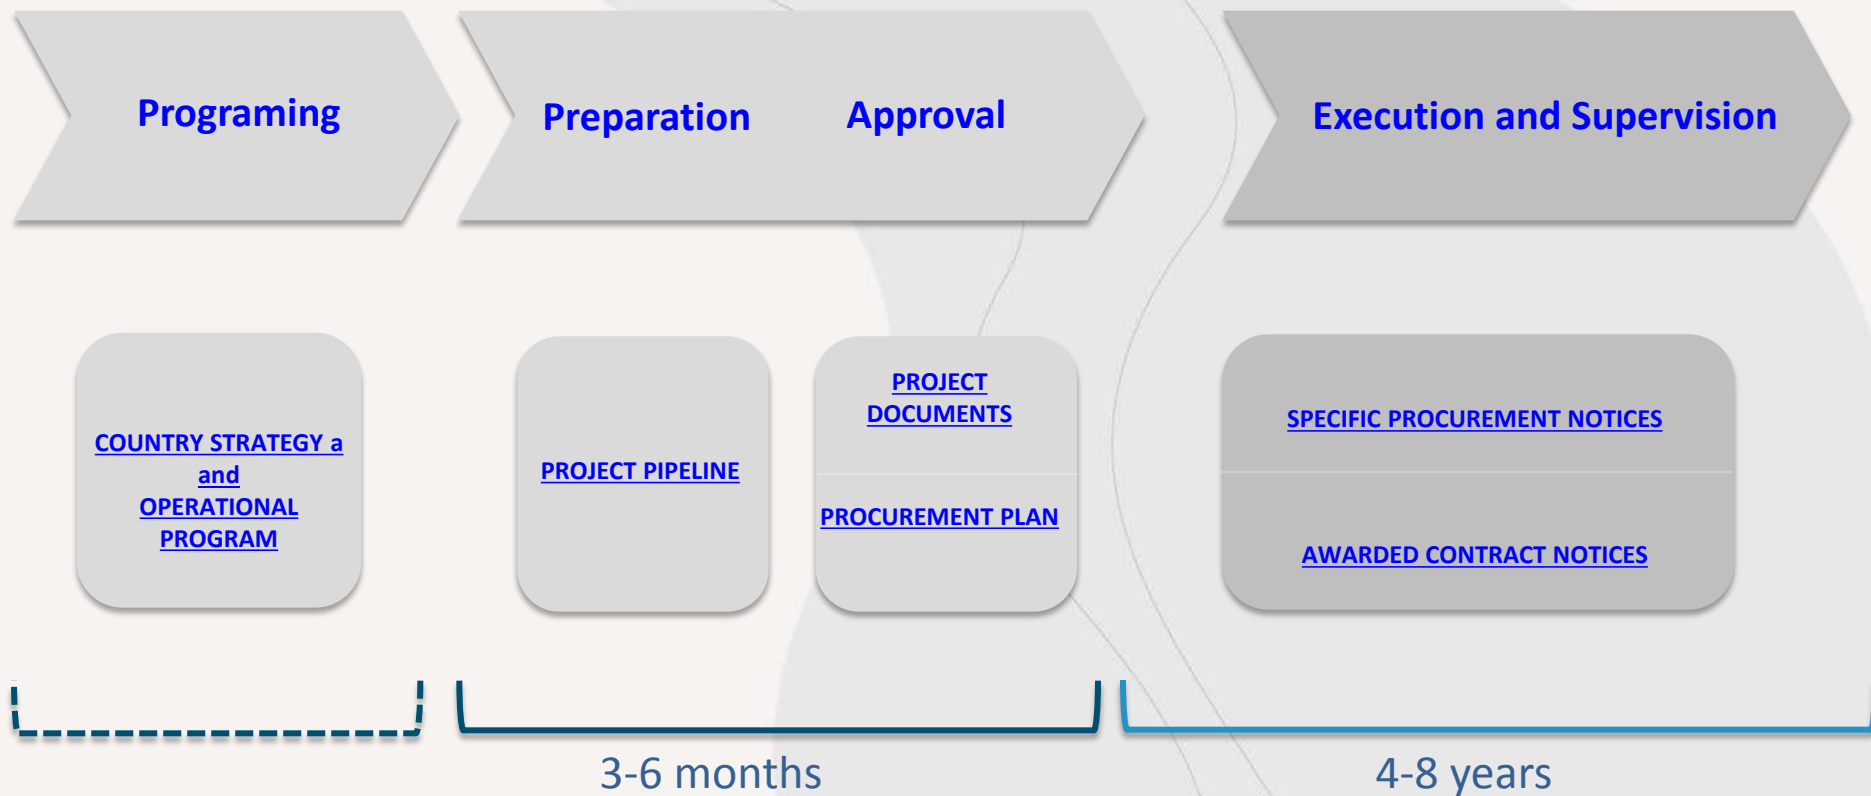 Programing
Preparation
Approval
Execution and Supervision
COUNTRY STRATEGY a
and
OPERATIONAL
PROGRAM
PROJECT PIPELINE
PROJECT
DOCUMENTS
PROCUREMENT PLAN
SPECIFIC PROCUREMENT NOTICES
AWARDED CONTRACT NOTICES
3-6 months
4-8 years